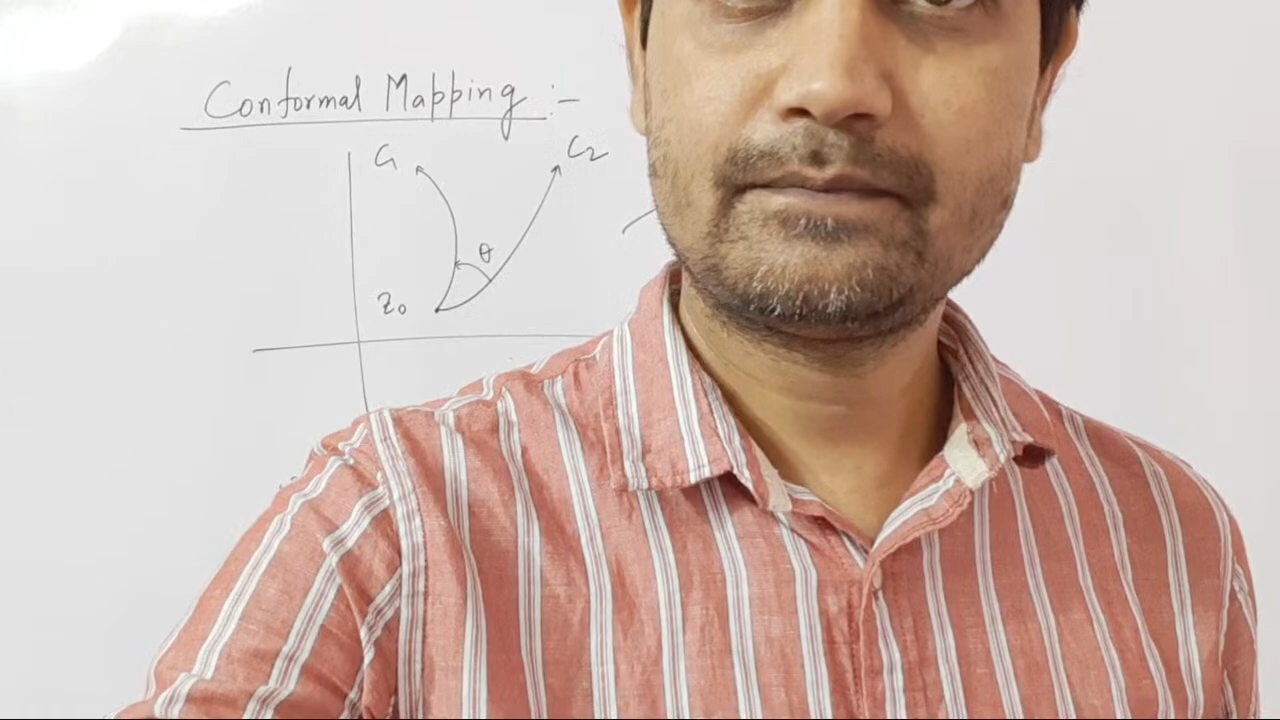 Conformal Mapping :-
C1 C2
θ
z0